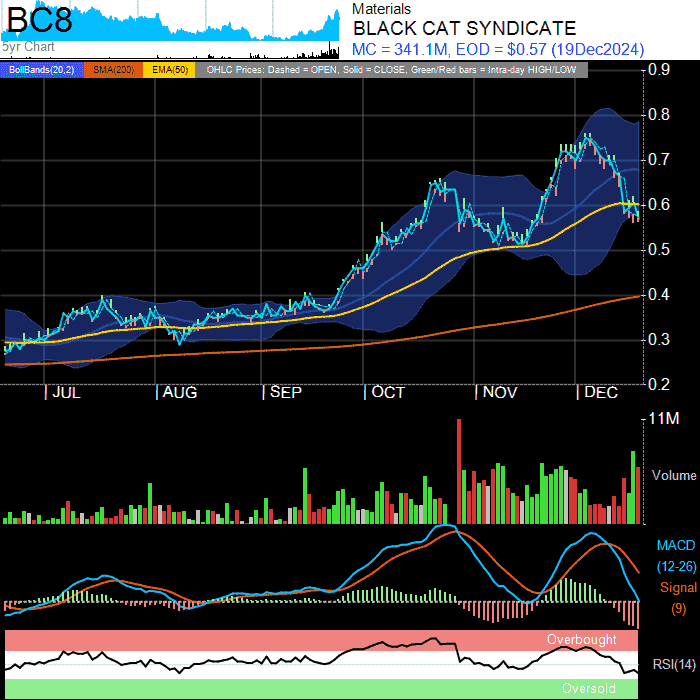 BC8
5yr Chart
Materials
BLACK CAT SYNDICATE
MC = 341.1M, EOD = $0.57 (19Dec2024)
BollBands(20,2) SMA(200) EMA(50) OHLC Prices: Dashed = OPEN, Solid = CLOSE, Green/Red bars = Intra-day HIGH/LOW
0.9
0.8
0.7
0.6
0.5
0.4
0.3
0.2
| JUL | AUG | SEP | OCT | NOV | DEC
11M
Volume
MACD
(12-26)
Signal
(9)
Overbought
RSI(14)
Oversold